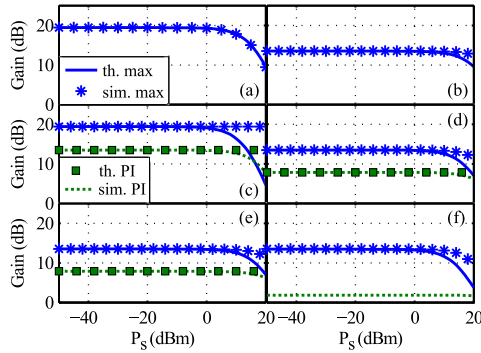 Gain (dB)
20
10
0
th. max
sim. max
(a)
(b)
Gain (dB)
20
10
0
th. PI
sim. PI
(c)
(d)
Gain (dB)
20
10
0
(e)
(f)
−40 −20 0 20
−40 −20 0 20
P_S (dBm)
P_S (dBm)